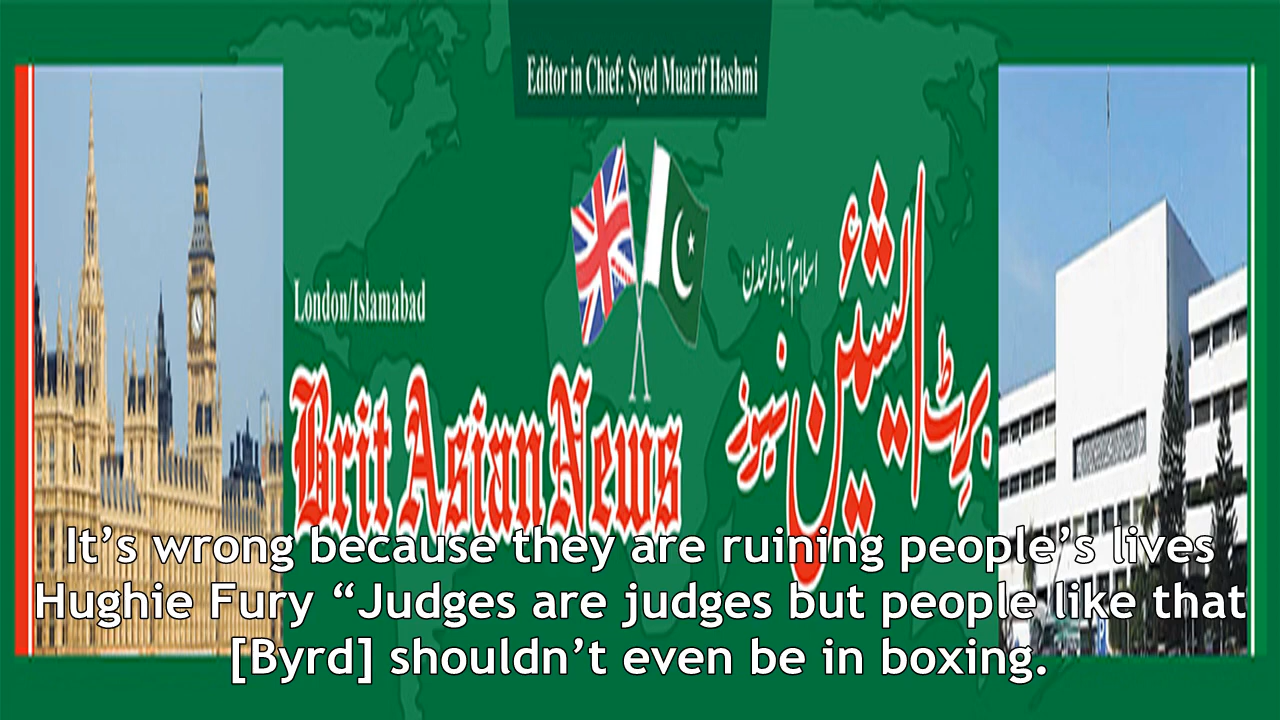 Editor in Chief: Syed Muarif Hashmi
London/Islamabad
اسلام آباد/لندن
Brit Asian News
برٹ ایشئین نیوز
It’s wrong because they are ruining people’s lives
Hughie Fury “Judges are judges but people like that
[Byrd] shouldn’t even be in boxing.